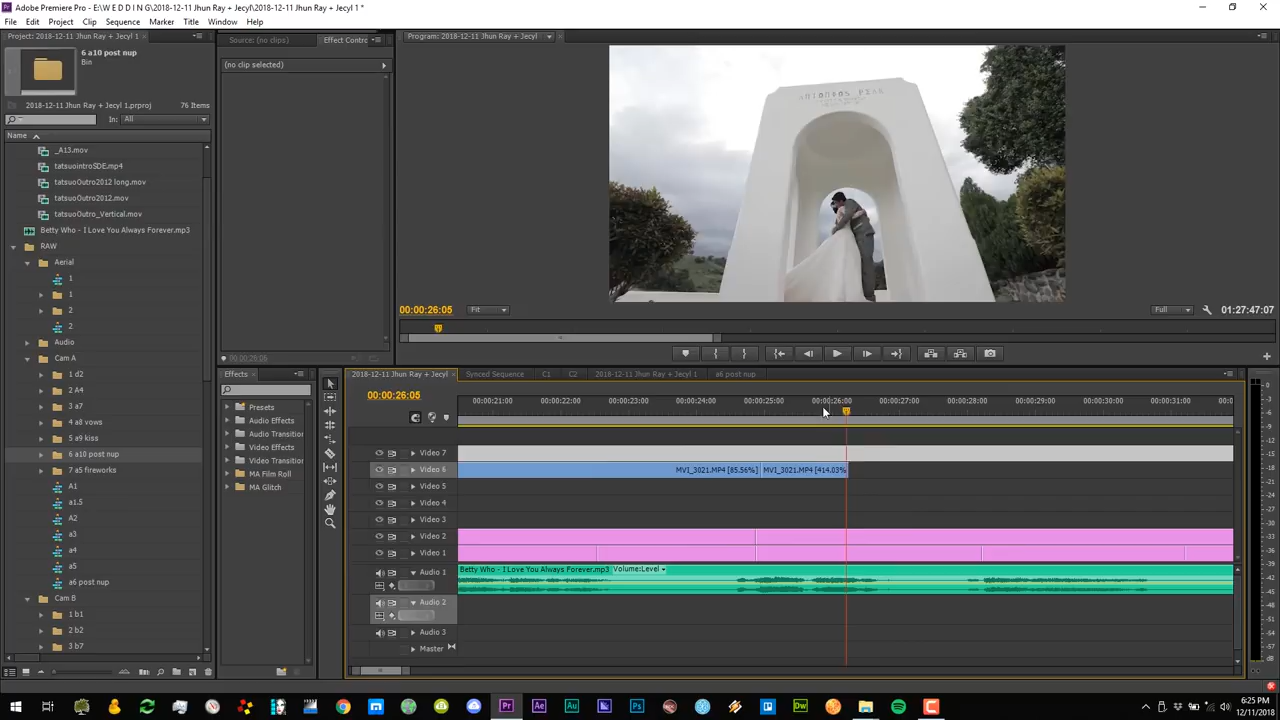 Adobe Premiere Pro - E:\W E D D I N G\2018-12-11 Jhun Ray + Jecyl\2018-12-11 Jhun Ray + Jecyl 1 *
File Edit Project Clip Sequence Marker Title Window Help
Project: 2018-12-11 Jhun Ray + Jecyl 1 ×
6 a10 post nup
Bin
2018-12-11 Jhun Ray + Jecyl 1.prproj
76 Items
In: All
Name
_A13.mov
tatsuointroSDE.mp4
tatsuoOutro2012 long.mov
tatsuoOutro2012.mov
tatsuoOutro_Vertical.mov
Betty Who - I Love You Always Forever.mp3
RAW
Aerial
1
1
2
2
Audio
Cam A
1 d2
2 A4
3 a7
4 a8 vows
5 a9 kiss
6 a10 post nup
7 a5 fireworks
A1
a1.5
A2
a3
a4
a5
a6 post nup
Cam B
1 b1
2 b2
3 b7
Source: (no clips)
Effect Contro
(no clip selected)
00:00:26:06
Effects ×
Presets
Audio Effects
Audio Transition
Video Effects
Video Transition
MA Film Roll
MA Glitch
Program: 2018-12-11 Jhun Ray + Jecyl
00:00:26:05
Fit
Full
01:27:47:07
2018-12-11 Jhun Ray + Jecyl × Synced Sequence C1 C2 2018-12-11 Jhun Ray + Jecyl 1 a6 post nup
00:00:26:05
00:00:21:00 00:00:22:00 00:00:23:00 00:00:24:00 00:00:25:00 00:00:26:00 00:00:27:00 00:00:28:00 00:00:29:00 00:00:30:00 00:00:31:00 00:0
Video 7
Video 6
MVI_3021.MP4 [85.56%] MVI_3021.MP4 [414.03%]
Video 5
Video 4
Video 3
Video 2
Video 1
Audio 1
Betty Who - I Love You Always Forever.mp3 Volume:Level
Audio 2
Audio 3
Master
0
-3
-6
-9
6:25 PM
12/11/2018